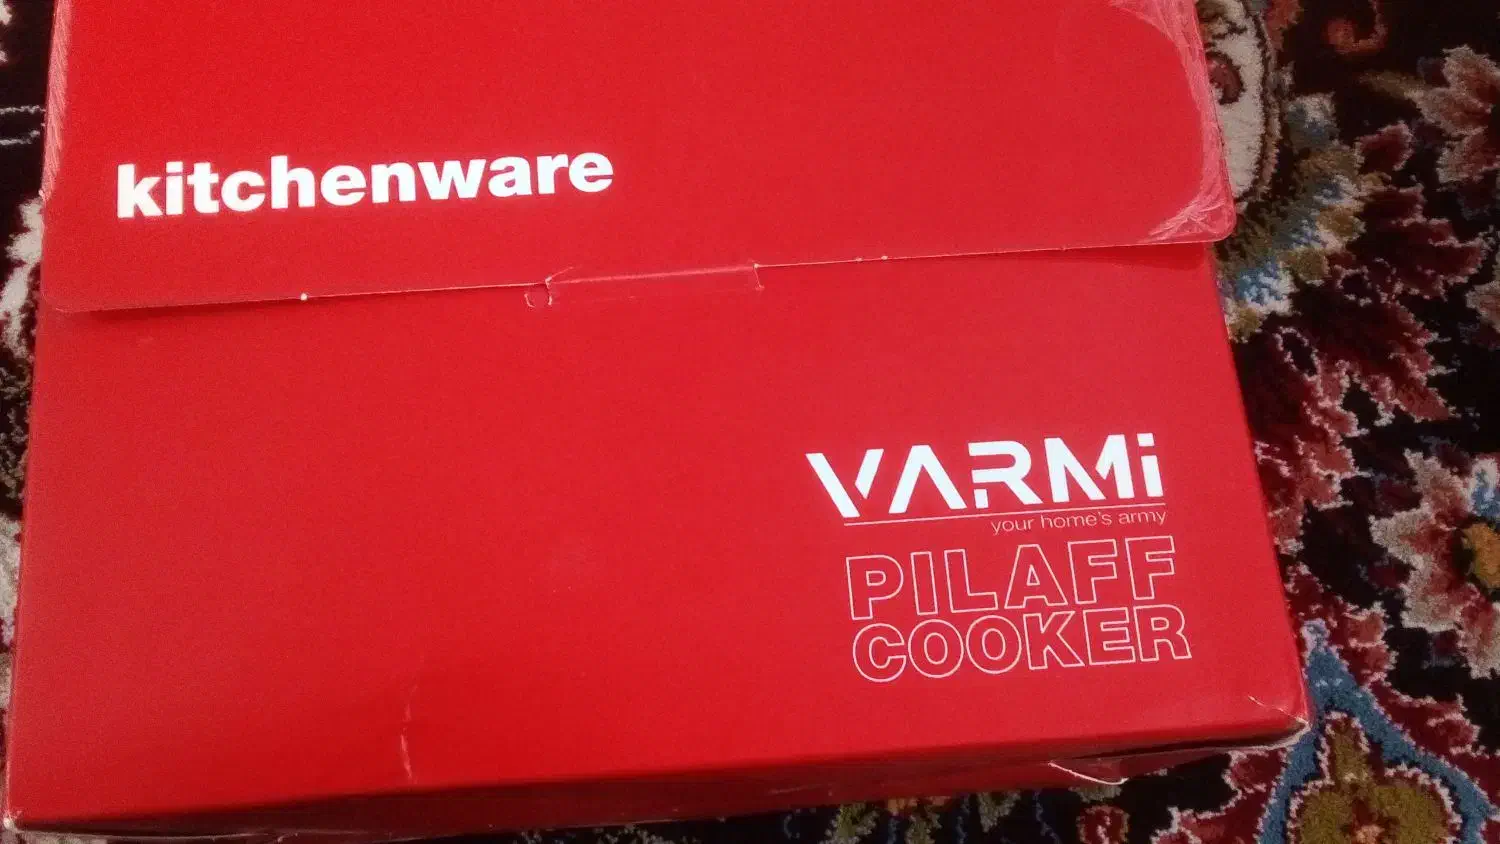 kitchenware
VARMi
your home's army
PILAFF
COOKER